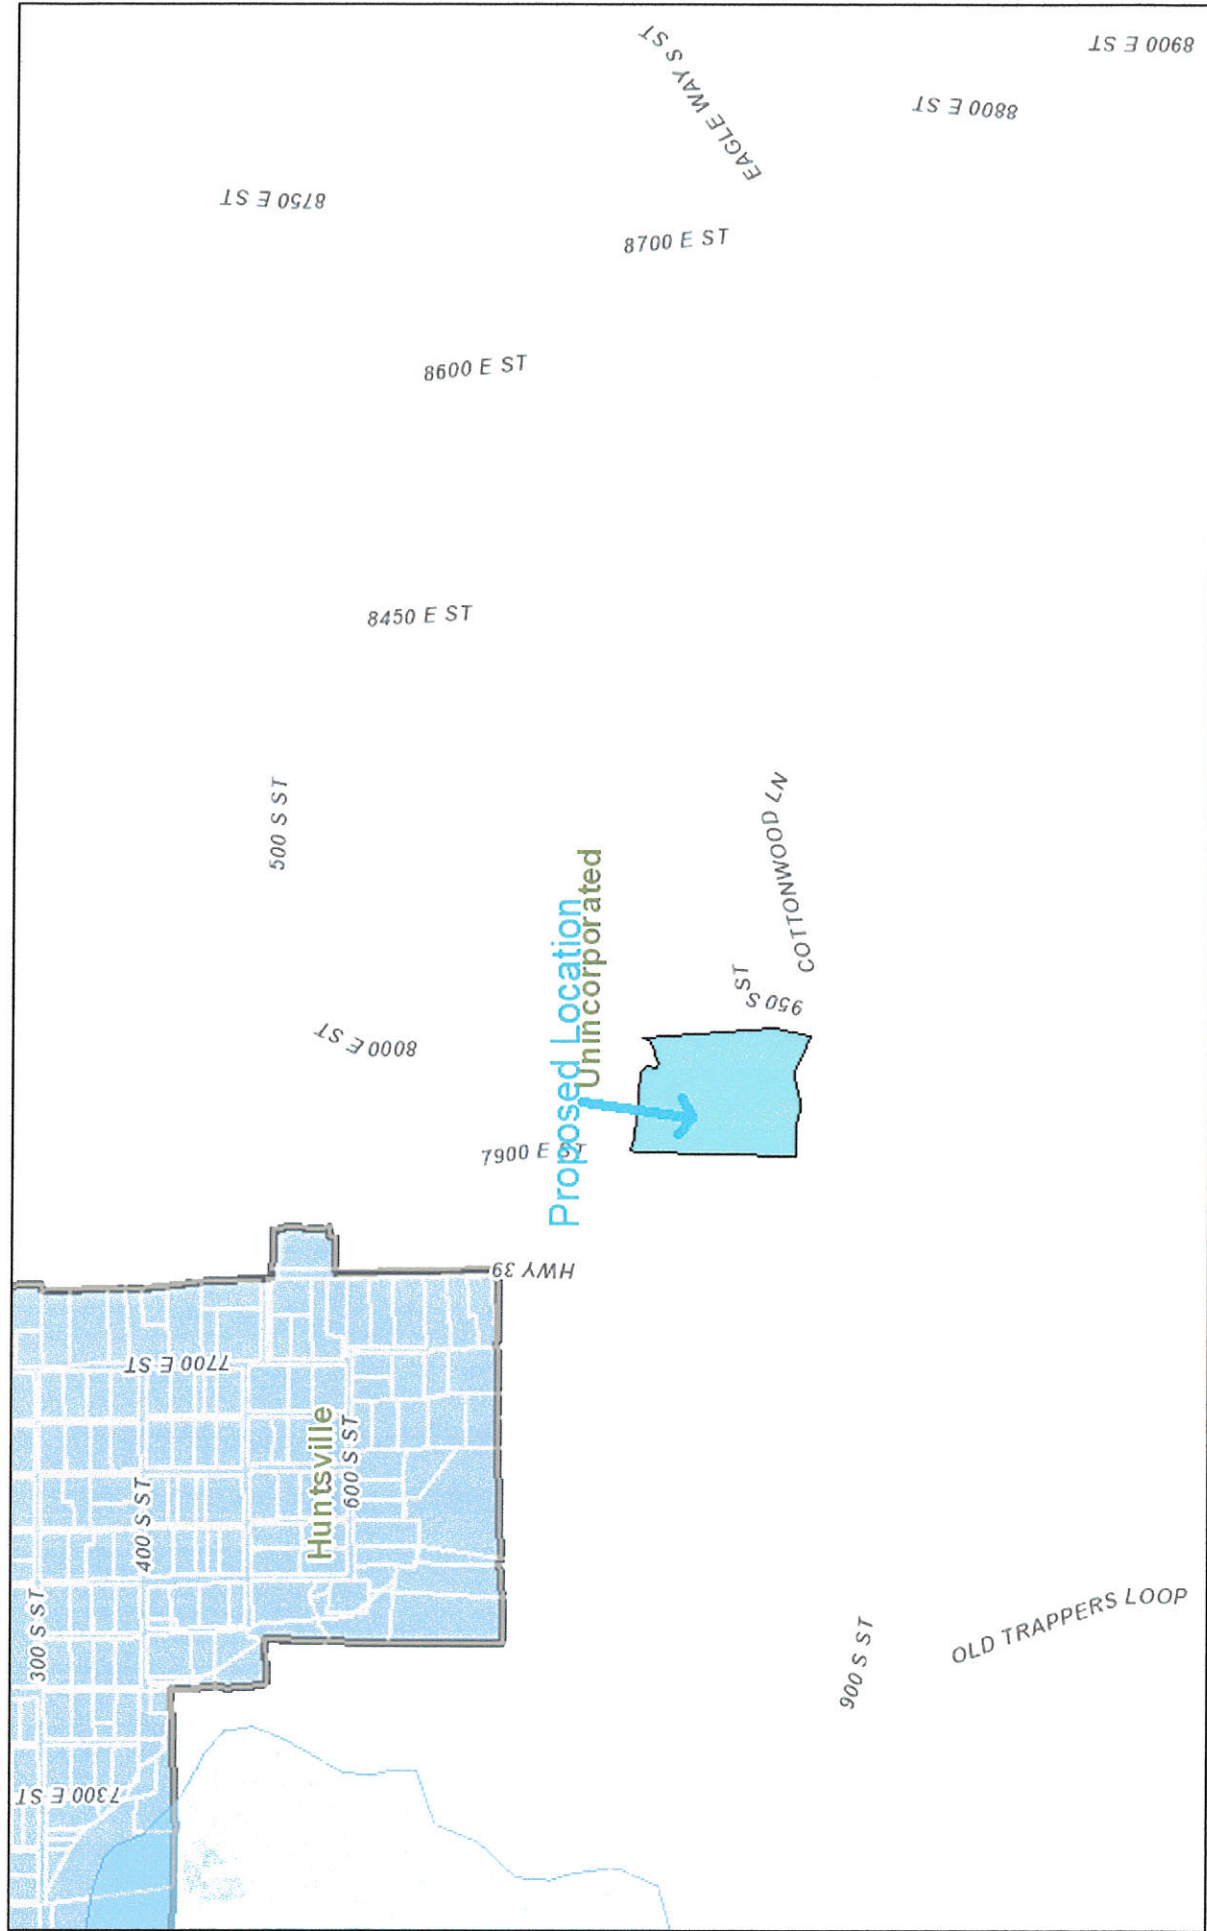 EAGLE WAY S ST
8900 E ST
8800 E ST
8750 E ST
8700 E ST
8600 E ST
8450 E ST
500 S ST
COTTONWOOD LN
Proposed Location
Unincorporated
950 S ST
8000 E ST
7900 E ST
HWY 39
7700 E ST
Huntsville
600 S ST
400 S ST
300 S ST
900 S ST
OLD TRAPPERS LOOP
7300 E ST